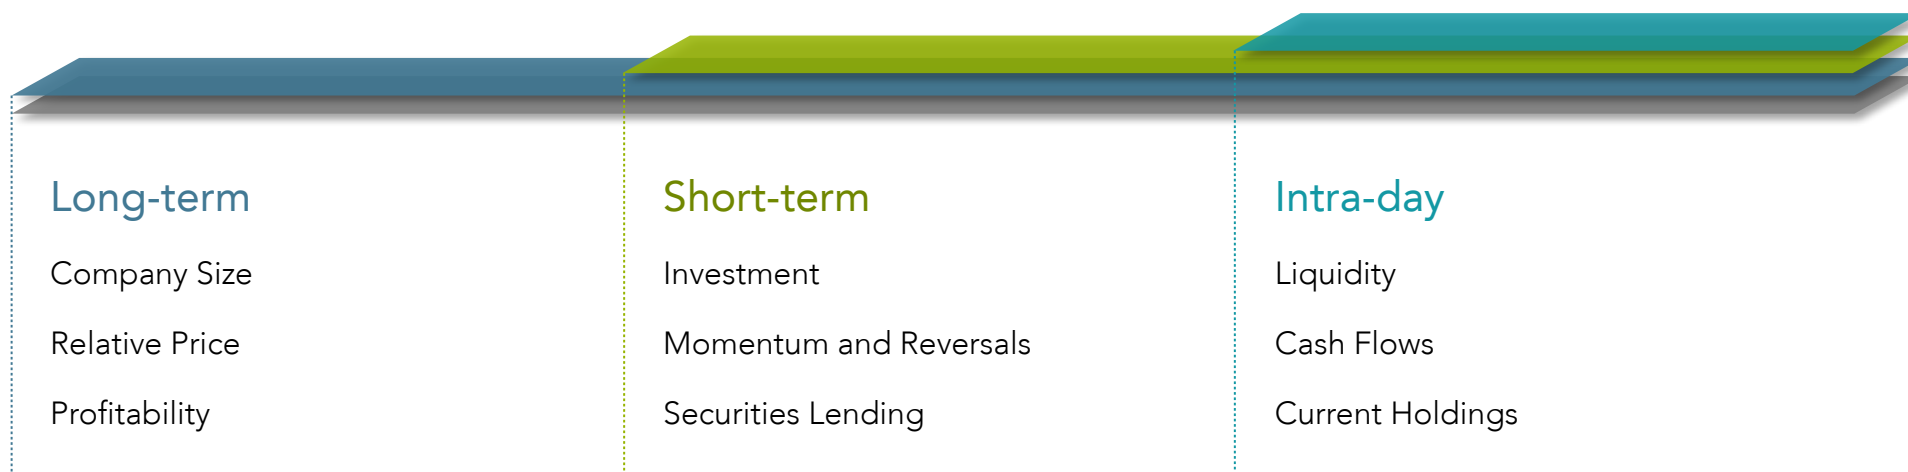 Long-term
Company Size
Relative Price
Profitability
Short-term
Investment
Momentum and Reversals
Securities Lending
Intra-day
Liquidity
Cash Flows
Current Holdings